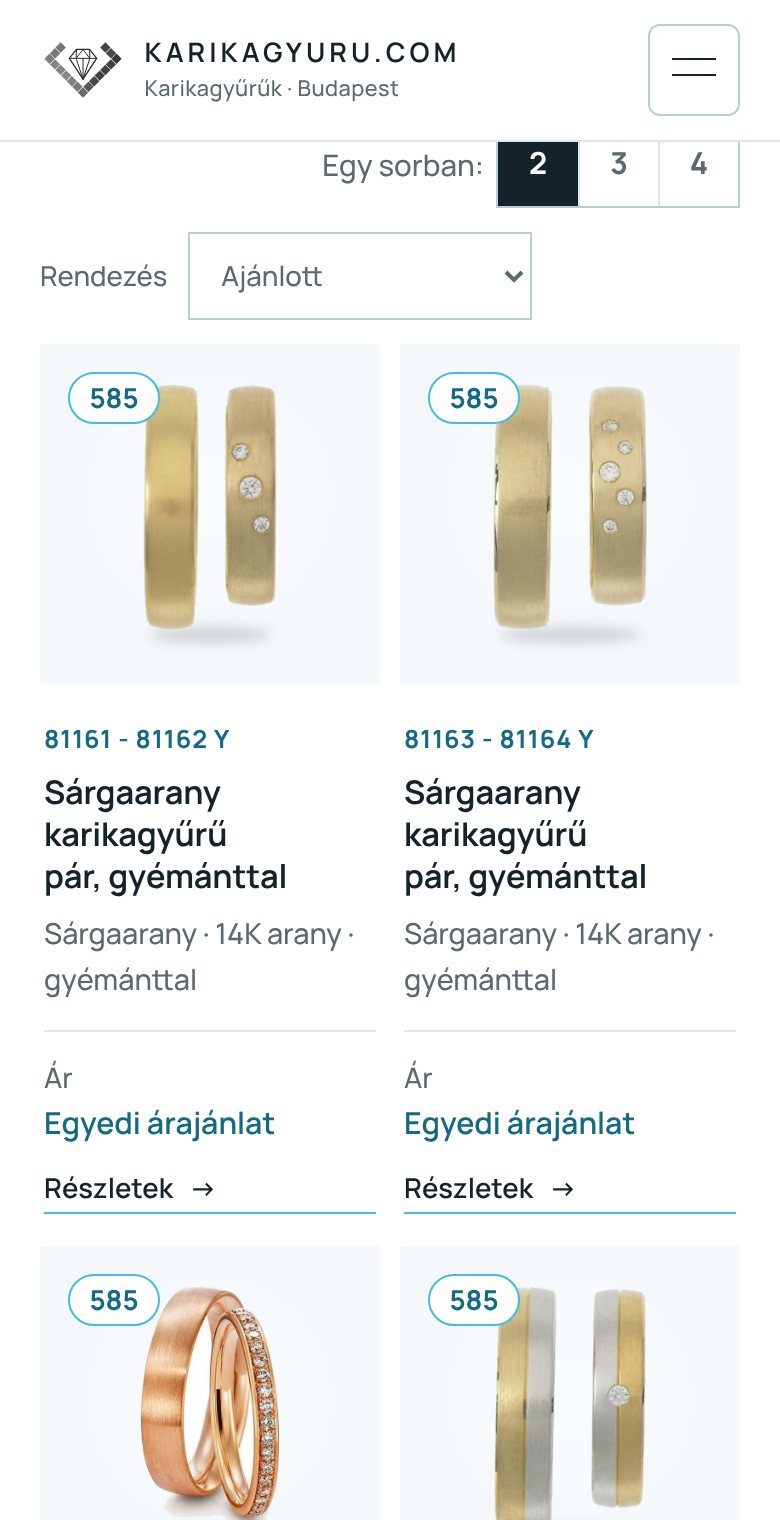 KARIKAGYURU.COM
Karikagyűrűk · Budapest
Egy sorban: 2 3 4
Rendezés Ajánlott
585
585
81161 - 81162 Y
Sárgaarany
karikagyűrű
pár, gyémánttal
Sárgaarany · 14K arany ·
gyémánttal
Ár
Egyedi árajánlat
Részletek →
81163 - 81164 Y
Sárgaarany
karikagyűrű
pár, gyémánttal
Sárgaarany · 14K arany ·
gyémánttal
Ár
Egyedi árajánlat
Részletek →
585
585